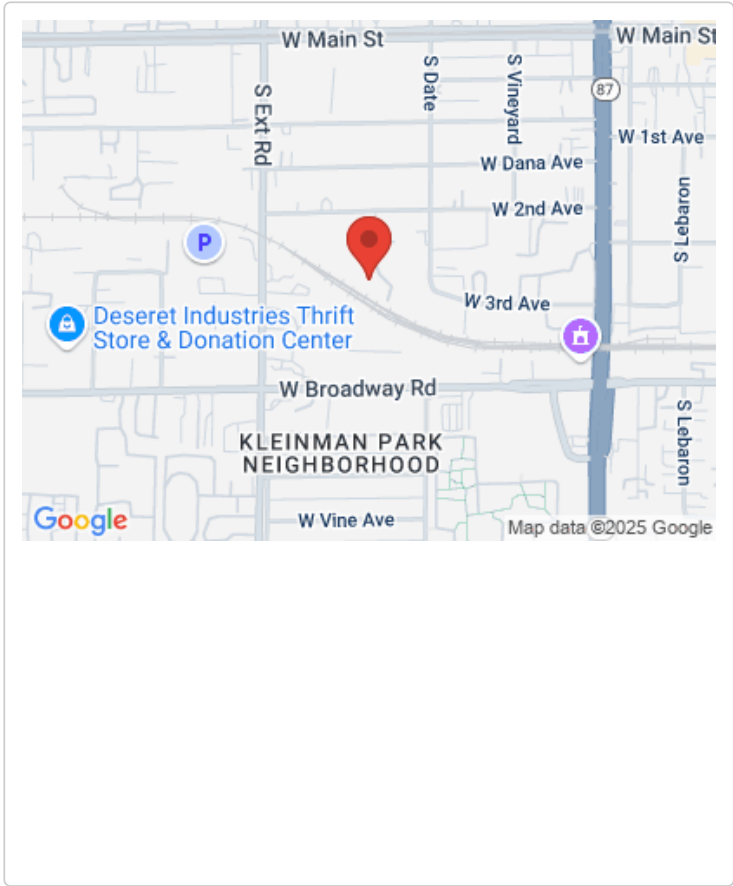 W Main St
W Main St
S Ext Rd
S Date
S Vineyard
87
W 1st Ave
W Dana Ave
W 2nd Ave
S Lebaron
P
W 3rd Ave
Deseret Industries Thrift
Store & Donation Center
W Broadway Rd
S Lebaron
KLEINMAN PARK
NEIGHBORHOOD
W Vine Ave
Google
Map data ©2025 Google